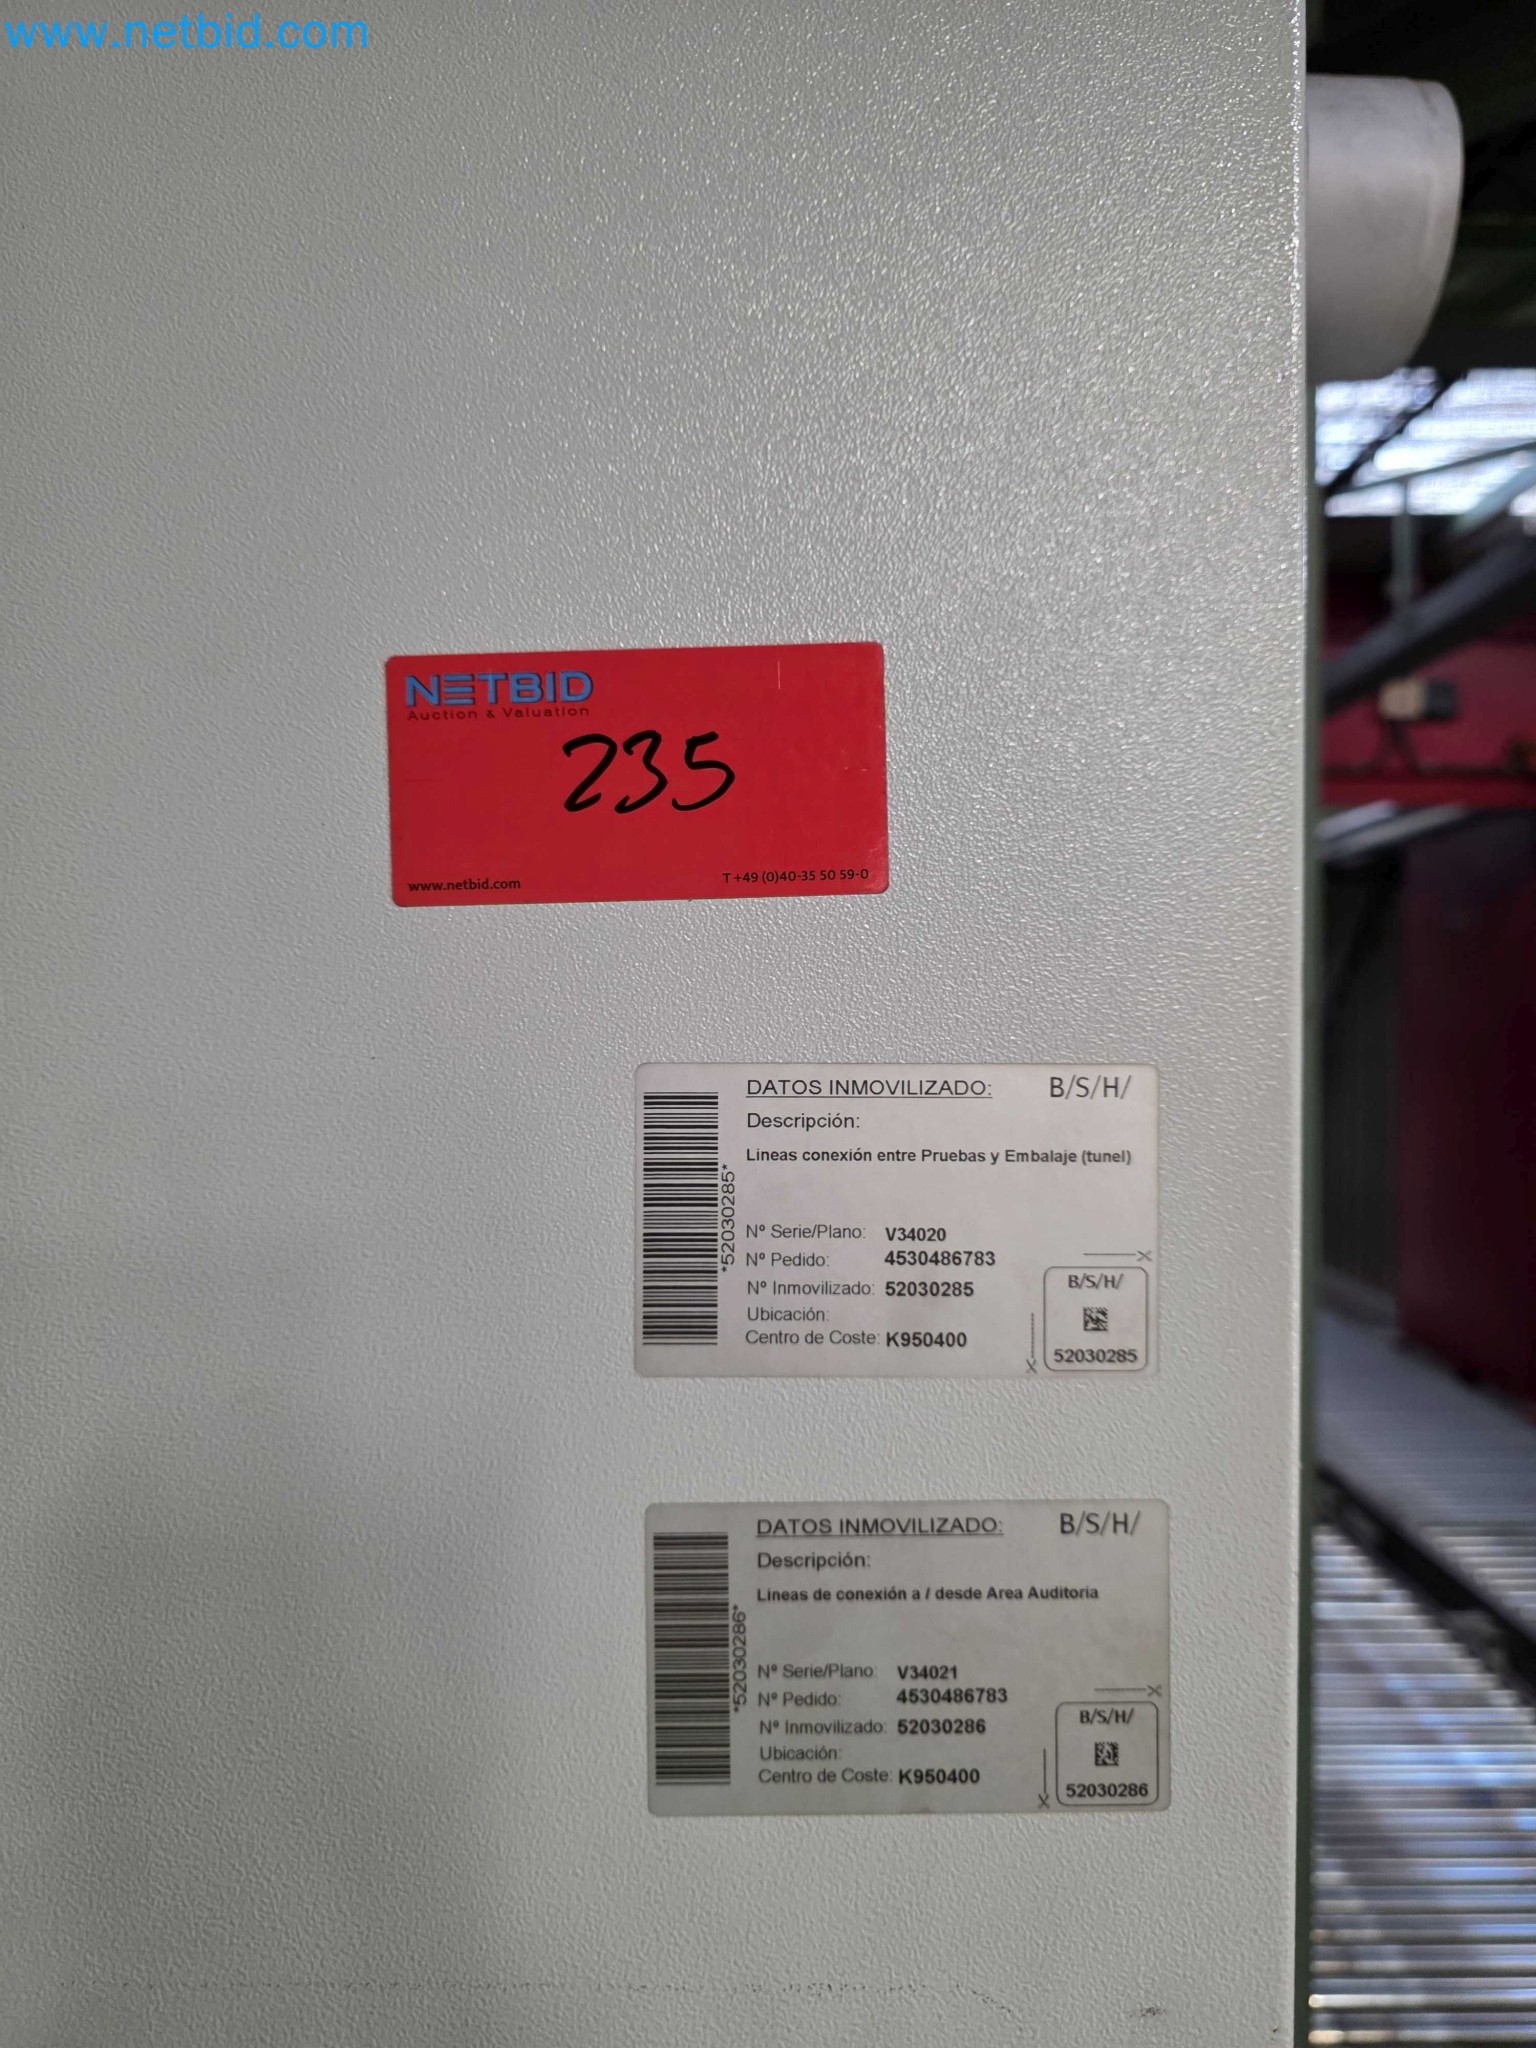 www.netbid.com
NETBID
Auction & Valuation
235
www.netbid.com
T +49 (0)40-35 50 59-0
DATOS INMOVILIZADO:
B/S/H/
Descripción:
Lineas conexión entre Pruebas y Embalaje (tunel)
*52030285*
Nº Serie/Plano: V34020
Nº Pedido: 4530486783
Nº Inmovilizado: 52030285
Ubicación:
Centro de Coste: K950400
B/S/H/
52030285
DATOS INMOVILIZADO:
B/S/H/
Descripción:
Lineas de conexión a / desde Area Auditoria
*52030286*
Nº Serie/Plano: V34021
Nº Pedido: 4530486783
Nº Inmovilizado: 52030286
Ubicación:
Centro de Coste: K950400
B/S/H/
52030286